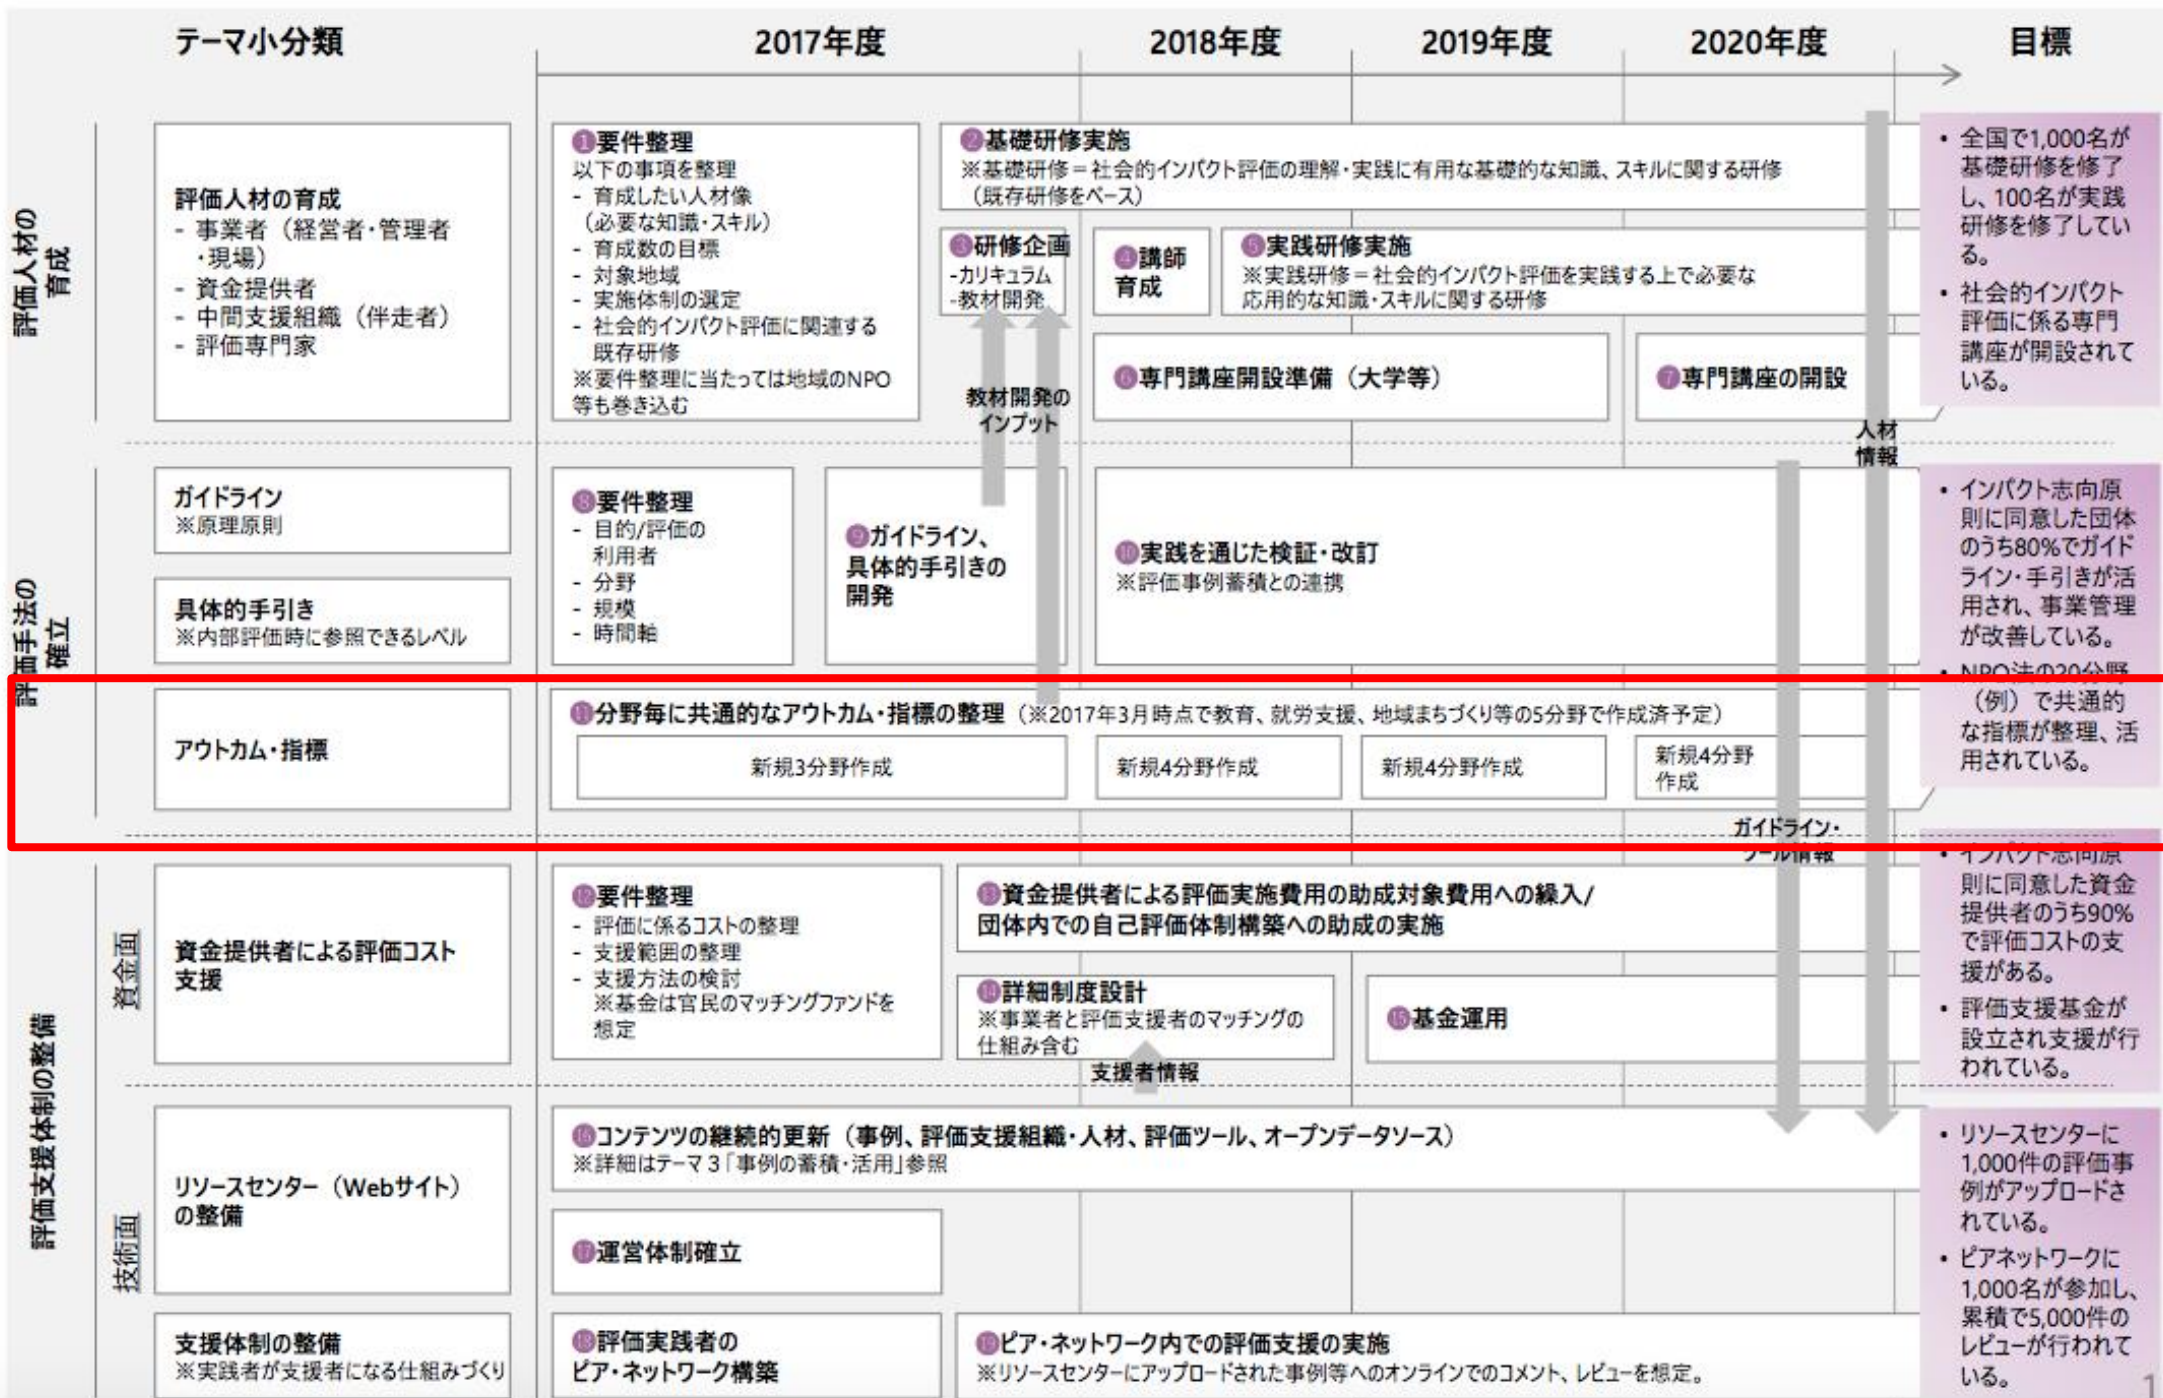 テーマ小分類
2017年度
2018年度
2019年度
2020年度
目標
評価人材の
育成
評価人材の育成
- 事業者（経営者・管理者
・現場）
- 資金提供者
- 中間支援組織（伴走者）
- 評価専門家
❶要件整理
以下の事項を整理
- 育成したい人材像
（必要な知識・スキル）
- 育成数の目標
- 対象地域
- 実施体制の選定
- 社会的インパクト評価に関連する
既存研修
※要件整理に当たっては地域のNPO
等も巻き込む
❷基礎研修実施
※基礎研修＝社会的インパクト評価の理解・実践に有用な基礎的な知識、スキルに関する研修
（既存研修をベース）
❸研修企画
-カリキュラム
-教材開発
❹講師
育成
❺実践研修実施
※実践研修＝社会的インパクト評価を実践する上で必要な
応用的な知識・スキルに関する研修
❻専門講座開設準備（大学等）
❼専門講座の開設
教材開発の
インプット
人材
情報
• 全国で1,000名が
基礎研修を修了
し、100名が実践
研修を修了してい
る。
• 社会的インパクト
評価に係る専門
講座が開設されて
いる。
評価手法の
確立
ガイドライン
※原理原則
具体的手引き
※内部評価時に参照できるレベル
❽要件整理
- 目的/評価の
利用者
- 分野
- 規模
- 時間軸
❾ガイドライン、
具体的手引きの
開発
❿実践を通じた検証・改訂
※評価事例蓄積との連携
• インパクト志向原
則に同意した団体
のうち80%でガイド
ライン・手引きが活
用され、事業管理
が改善している。
• NPO法の20分野
（例）で共通的
な指標が整理、活
用されている。
アウトカム・指標
⓫分野毎に共通的なアウトカム・指標の整理（※2017年3月時点で教育、就労支援、地域まちづくり等の5分野で作成済予定）
新規3分野作成
新規4分野作成
新規4分野作成
新規4分野
作成
ガイドライン・
ツール情報
評価支援体制の整備
資金面
資金提供者による評価コスト
支援
⓬要件整理
- 評価に係るコストの整理
- 支援範囲の整理
- 支援方法の検討
※基金は官民のマッチングファンドを
想定
⓭資金提供者による評価実施費用の助成対象費用への繰入/
団体内での自己評価体制構築への助成の実施
⓮詳細制度設計
※事業者と評価支援者のマッチングの
仕組み含む
⓯基金運用
支援者情報
• インパクト志向原
則に同意した資金
提供者のうち90%
で評価コストの支
援がある。
• 評価支援基金が
設立され支援が行
われている。
技術面
リソースセンター（Webサイト）
の整備
⓰コンテンツの継続的更新（事例、評価支援組織・人材、評価ツール、オープンデータソース）
※詳細はテーマ3「事例の蓄積・活用」参照
⓱運営体制確立
支援体制の整備
※実践者が支援者になる仕組みづくり
⓲評価実践者の
ピア・ネットワーク構築
⓳ピア・ネットワーク内での評価支援の実施
※リソースセンターにアップロードされた事例等へのオンラインでのコメント、レビューを想定。
• リソースセンターに
1,000件の評価事
例がアップロードさ
れている。
• ピアネットワークに
1,000名が参加し、
累積で5,000件の
レビューが行われて
いる。
1